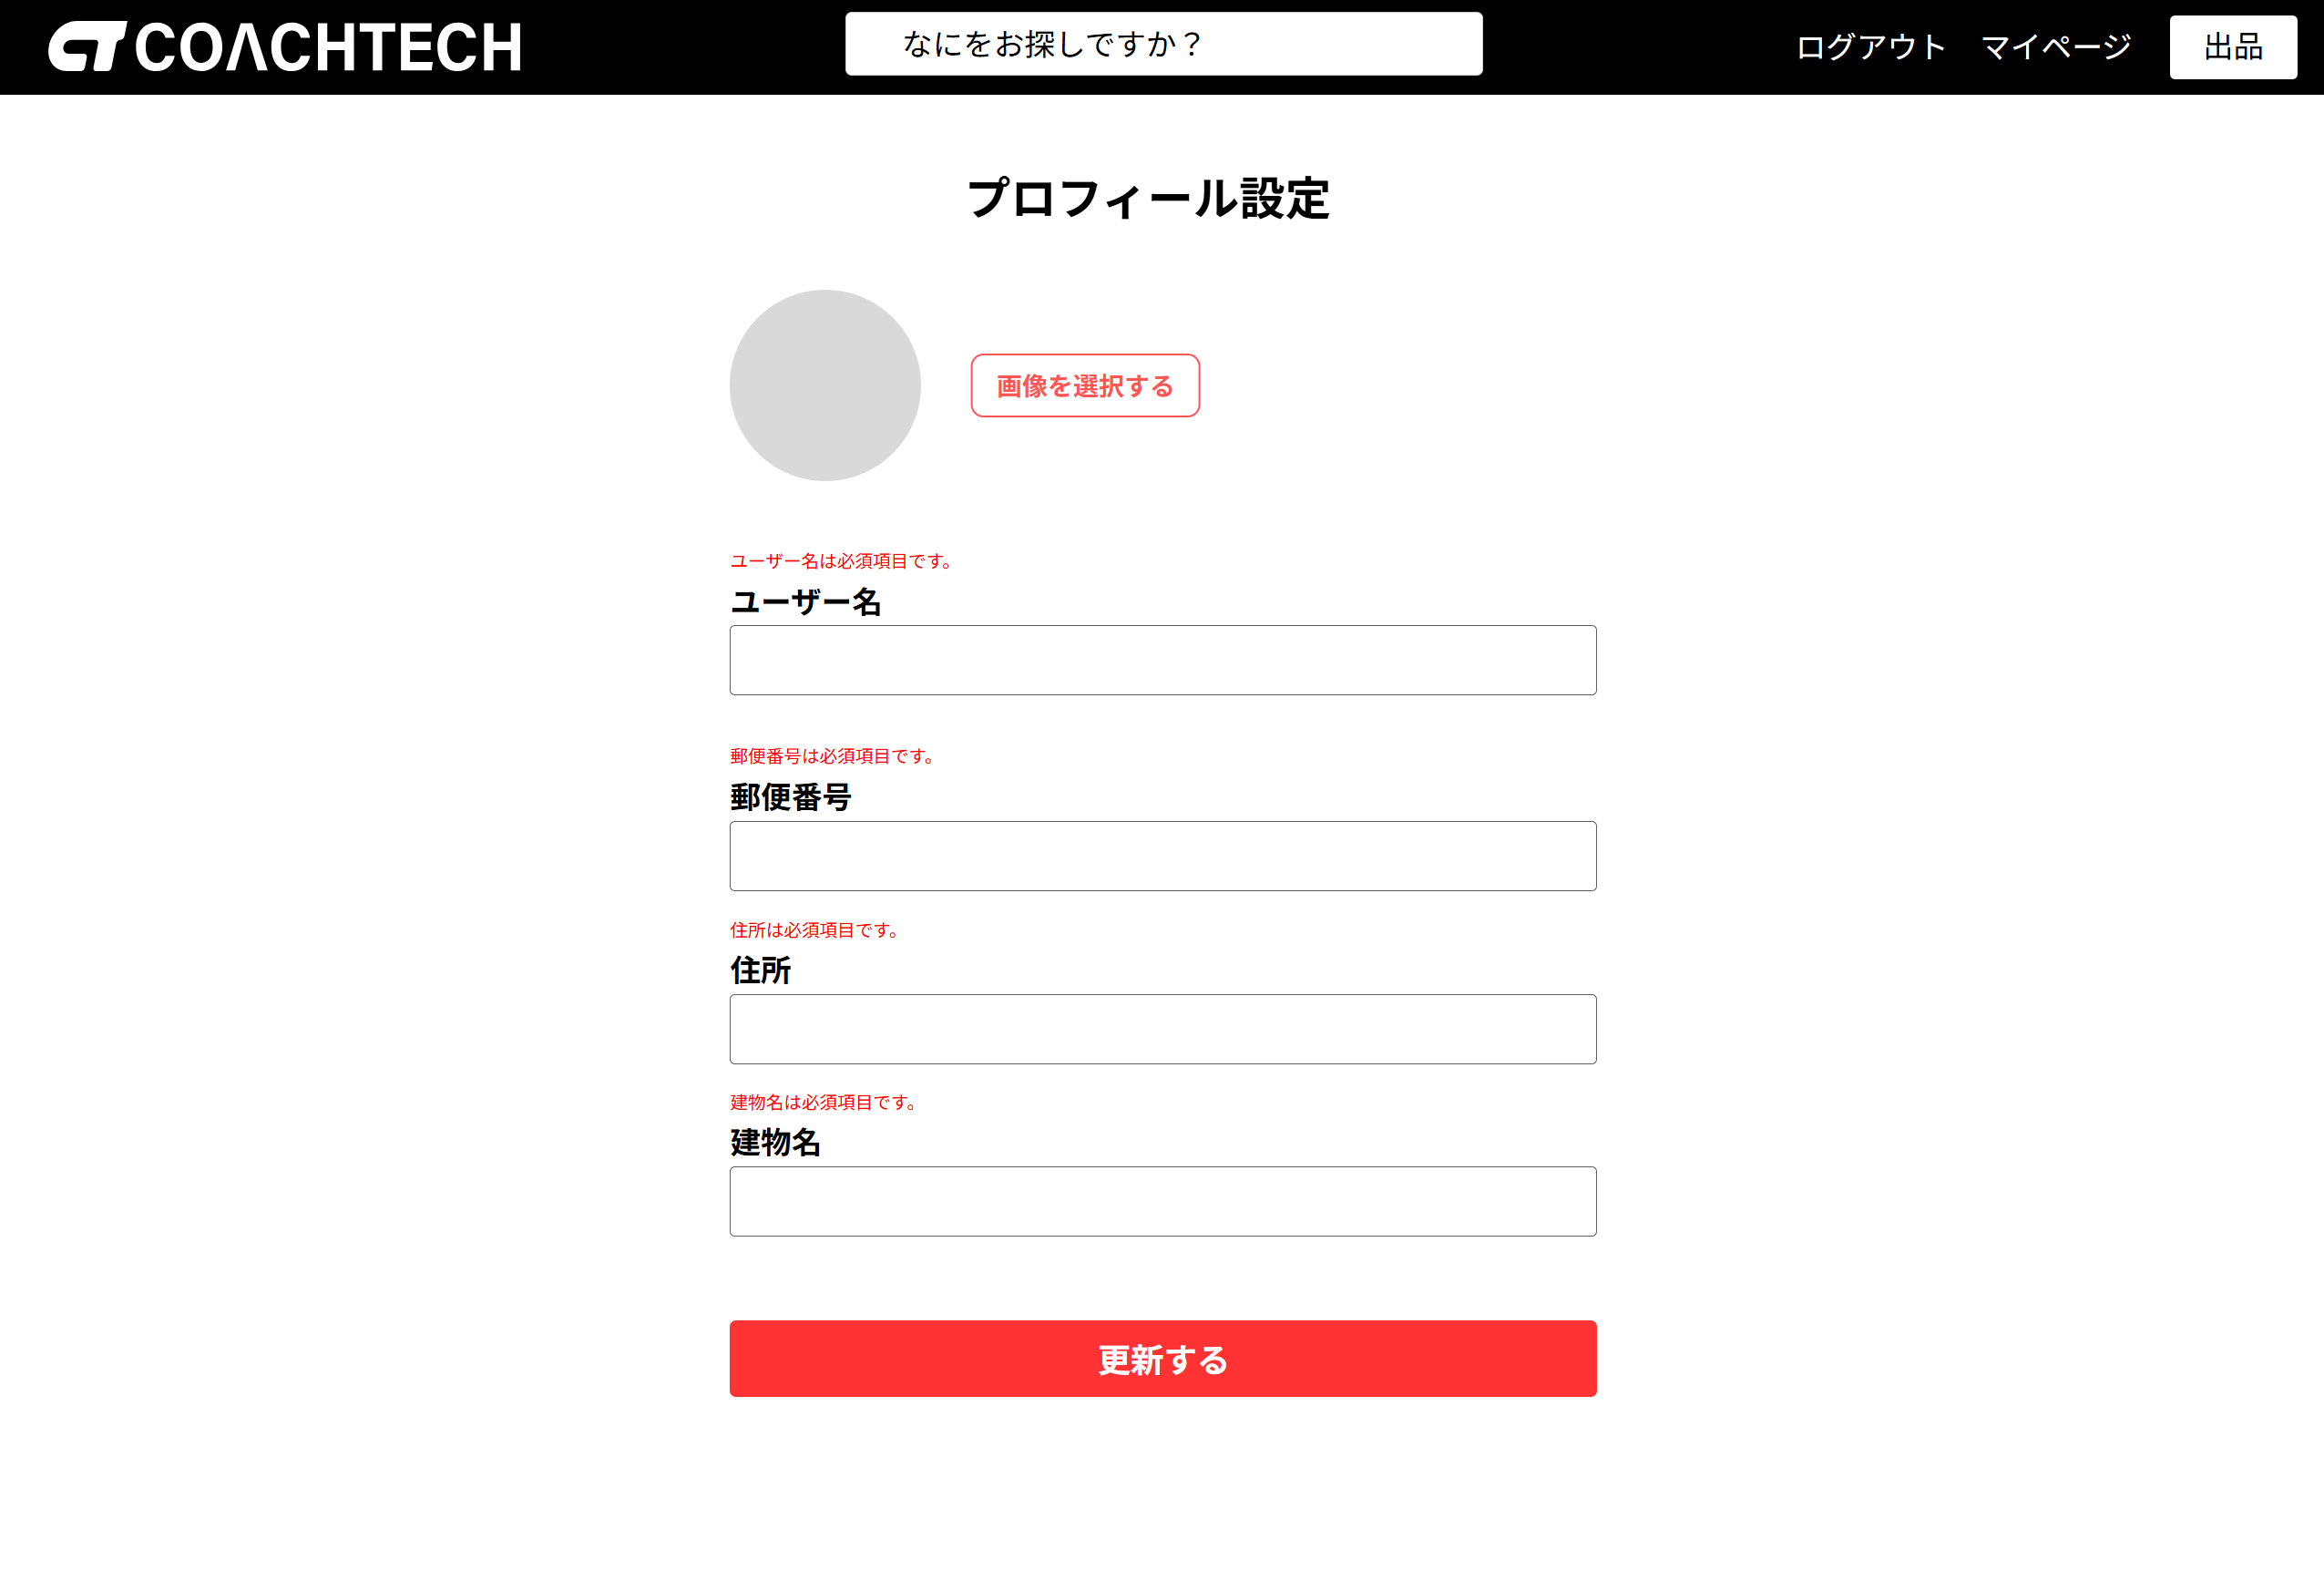 COACHTECH
なにをお探しですか？
ログアウト
マイページ
出品
プロフィール設定
画像を選択する
ユーザー名は必須項目です。
ユーザー名
郵便番号は必須項目です。
郵便番号
住所は必須項目です。
住所
建物名は必須項目です。
建物名
更新する